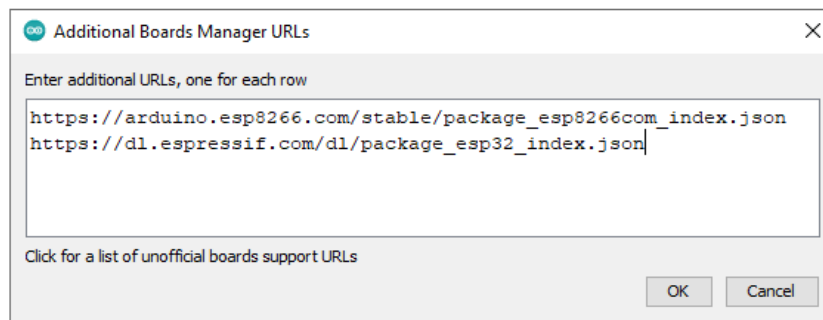 Additional Boards Manager URLs
Enter additional URLs, one for each row
https://arduino.esp8266.com/stable/package_esp8266com_index.json
https://dl.espressif.com/dl/package_esp32_index.json
Click for a list of unofficial boards support URLs
OK
Cancel